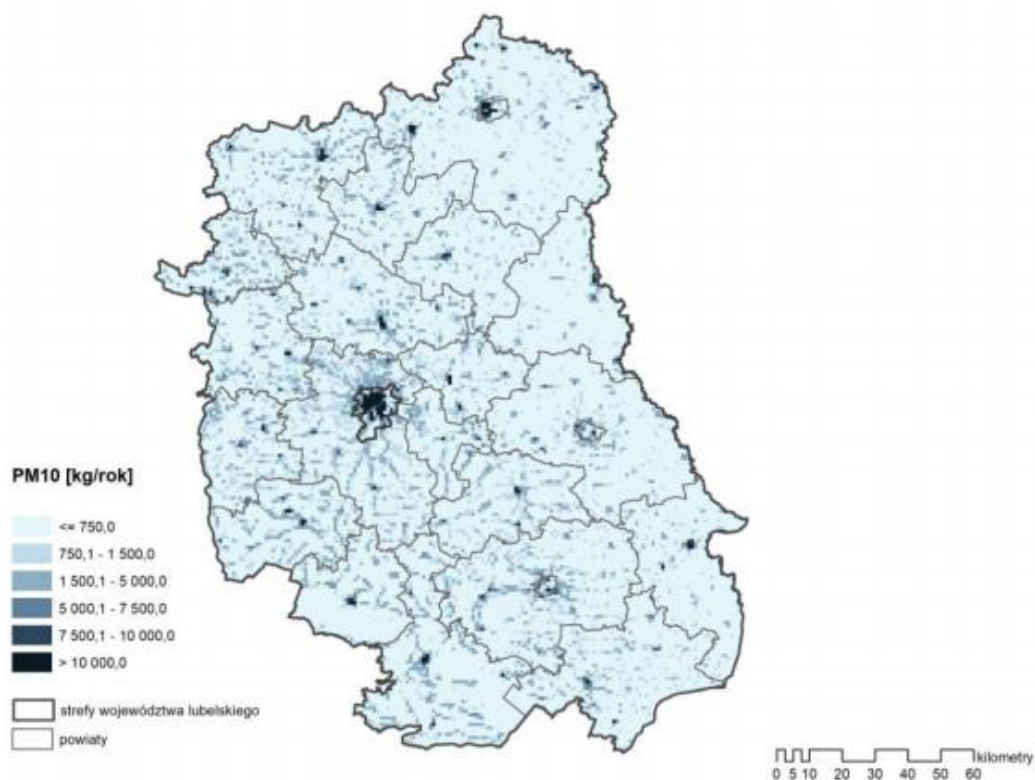 PM10 [kg/rok]
<= 750,0
750,1 - 1 500,0
1 500,1 - 5 000,0
5 000,1 - 7 500,0
7 500,1 - 10 000,0
> 10 000,0
strefy województwa lubelskiego
powiaty
kilometry
0 5 10 20 30 40 50 60